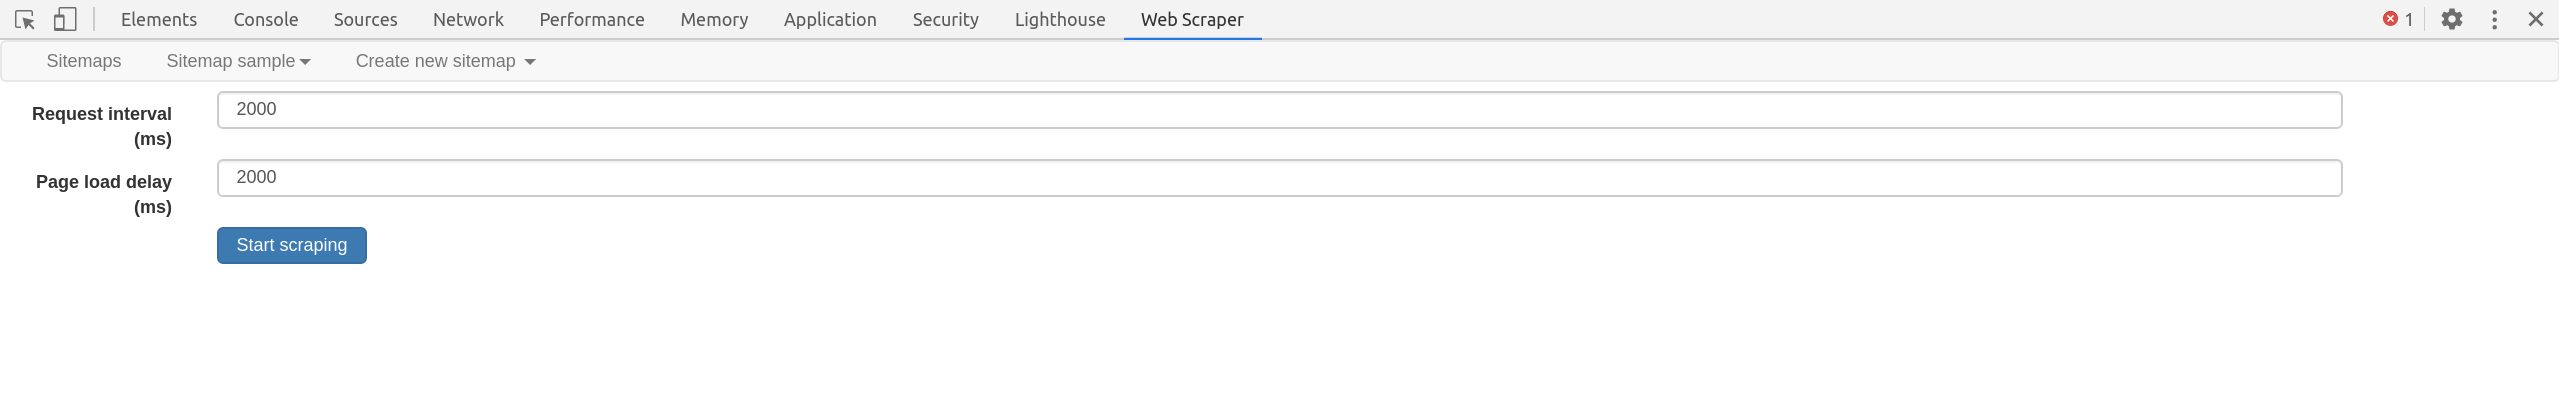 Elements Console Sources Network Performance Memory Application Security Lighthouse Web Scraper 1
Sitemaps Sitemap sample Create new sitemap
Request interval 2000
(ms)
Page load delay 2000
(ms)
Start scraping